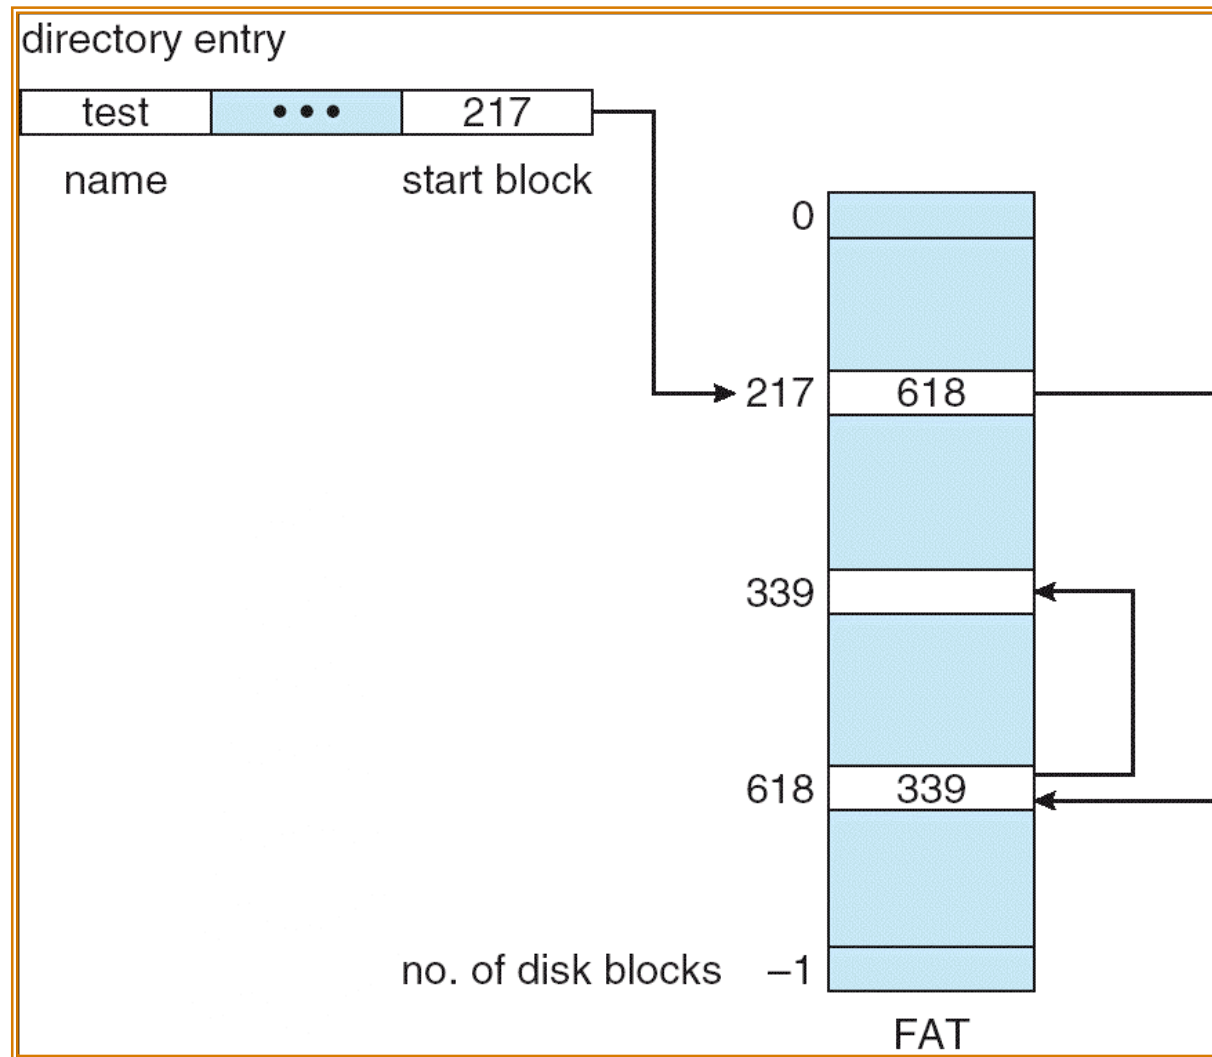 directory entry
test ••• 217
name start block
0
217 618
339
618 339
no. of disk blocks –1
FAT